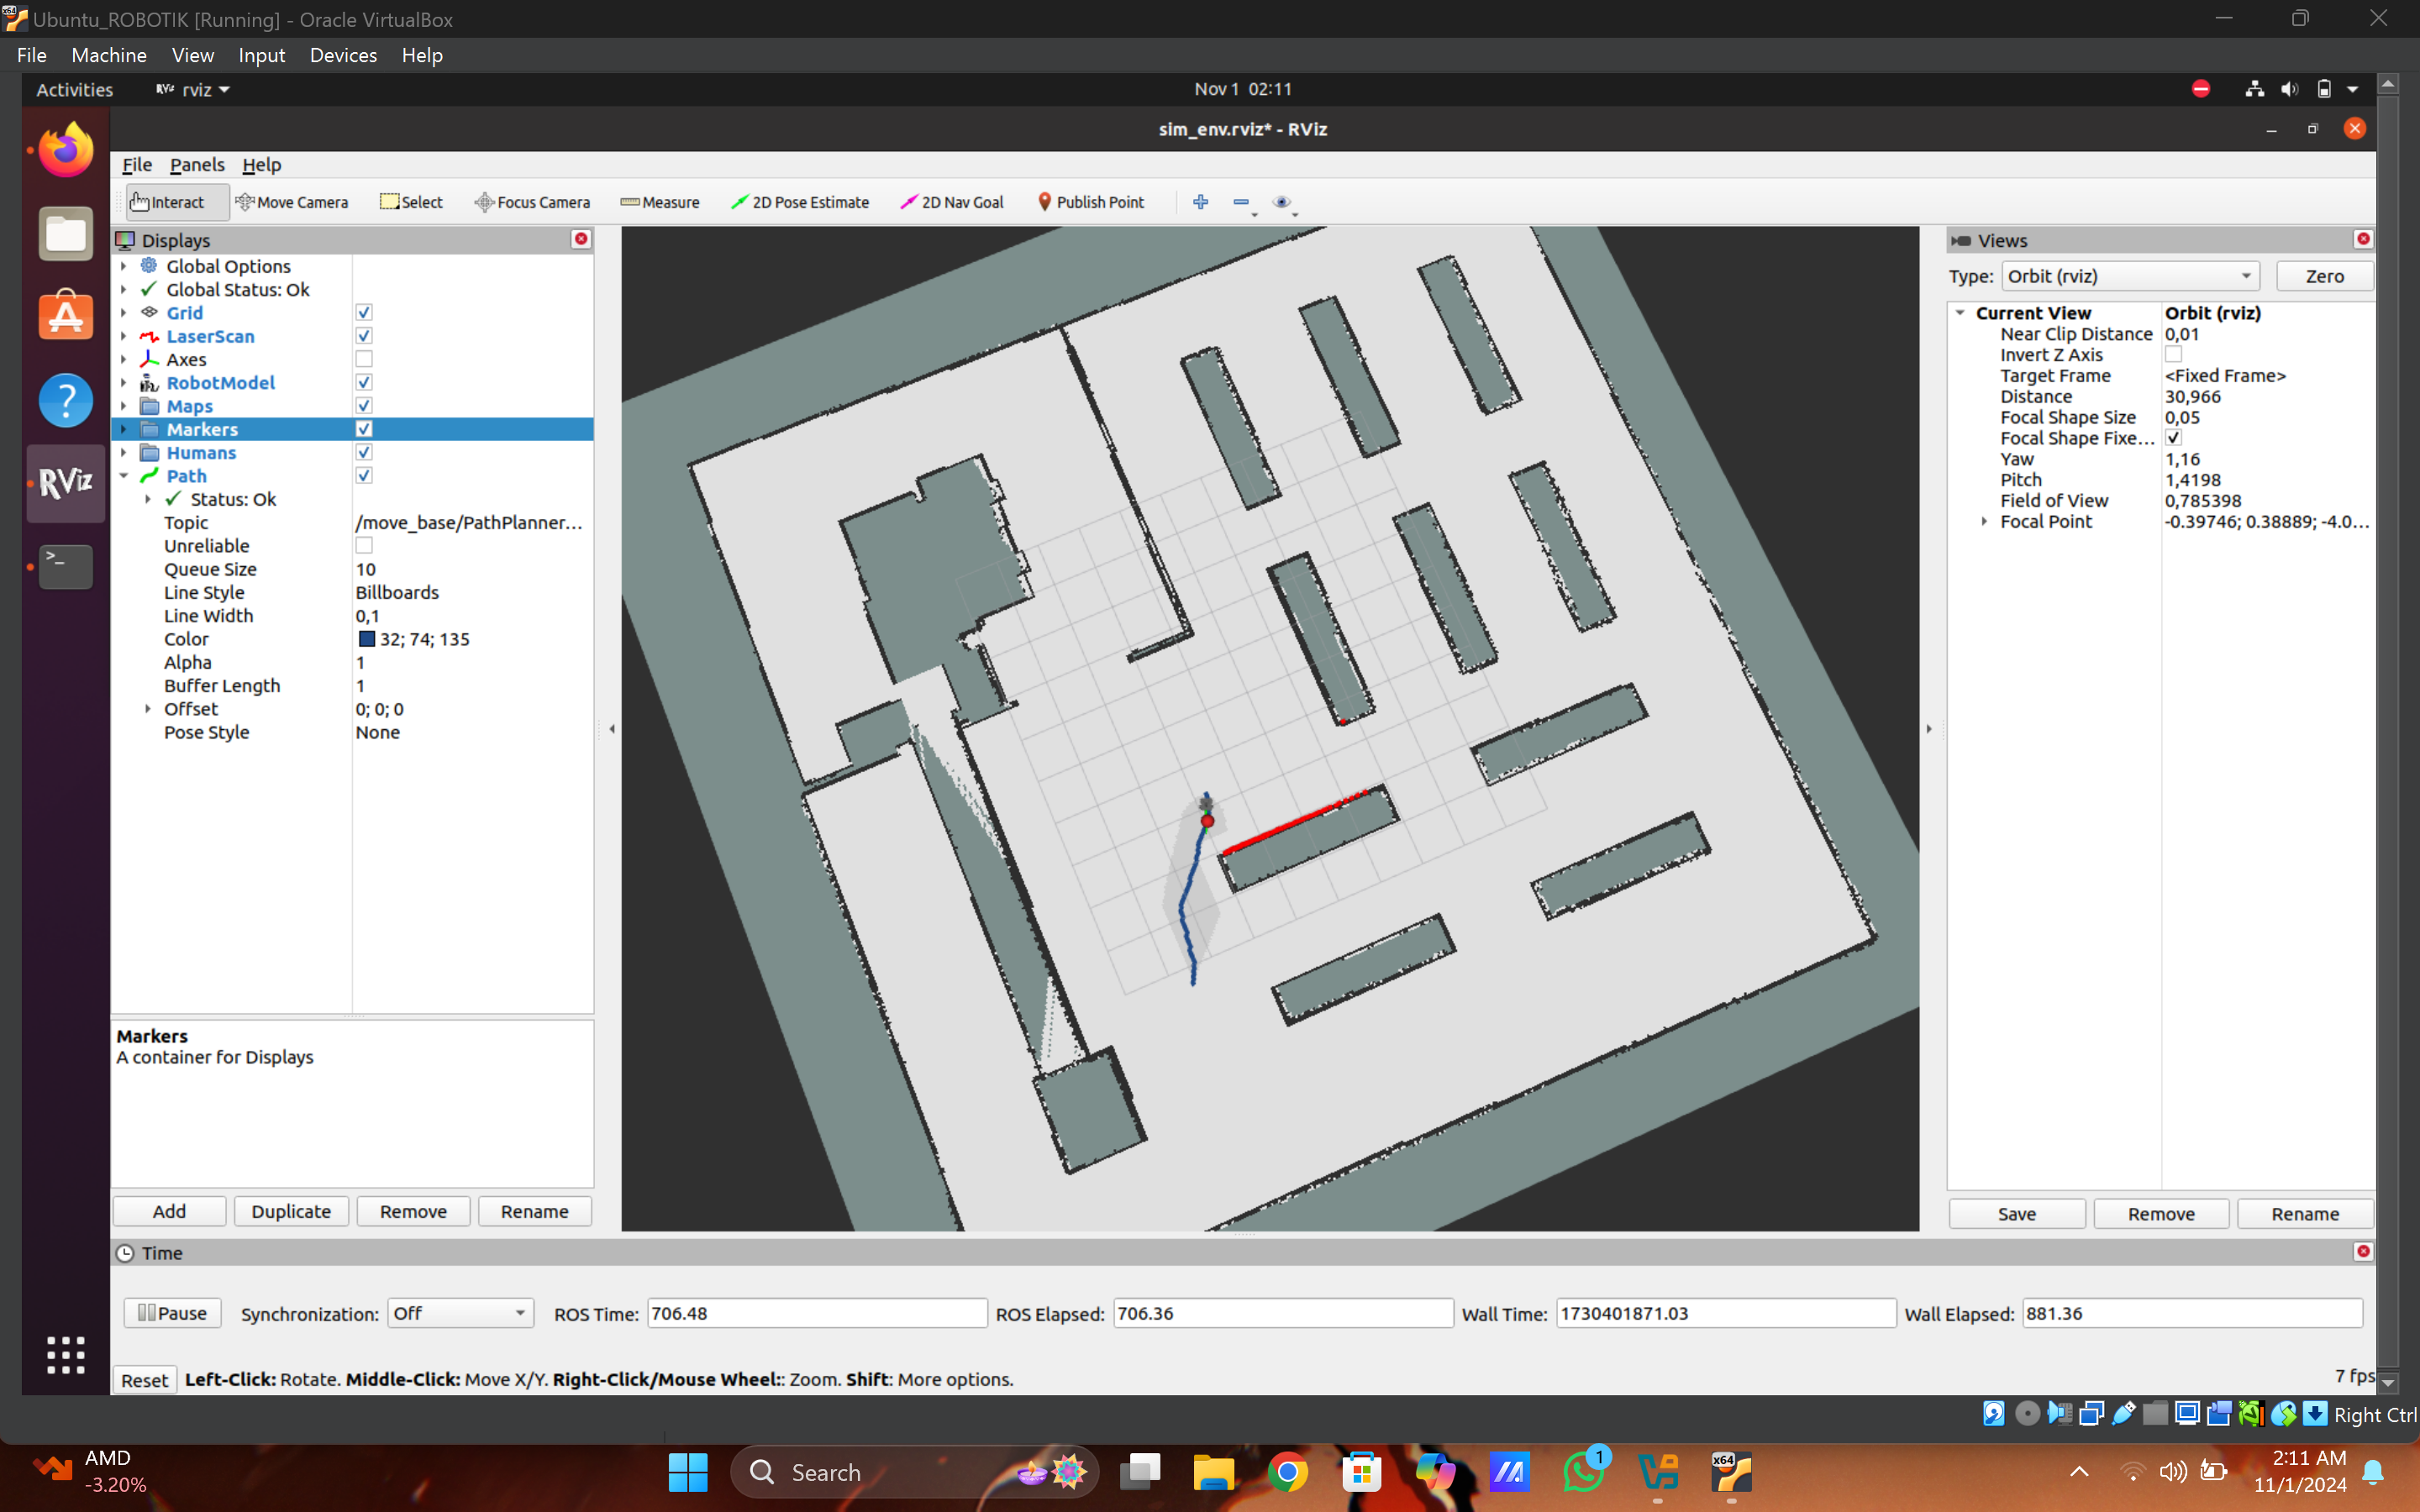 Ubuntu_ROBOTIK [Running] - Oracle VirtualBox
File Machine View Input Devices Help
Activities rviz Nov 1 02:11
sim_env.rviz* - RViz
File Panels Help
Interact Move Camera Select Focus Camera Measure 2D Pose Estimate 2D Nav Goal Publish Point
Displays
Global Options
Global Status: Ok
Grid
LaserScan
Axes
RobotModel
Maps
Markers
Humans
Path
Status: Ok
Topic /move_base/PathPlanner...
Unreliable
Queue Size 10
Line Style Billboards
Line Width 0,1
Color 32; 74; 135
Alpha 1
Buffer Length 1
Offset 0; 0; 0
Pose Style None
Markers
A container for Displays
Add Duplicate Remove Rename
Views
Type: Orbit (rviz) Zero
Current View Orbit (rviz)
Near Clip Distance 0,01
Invert Z Axis
Target Frame <Fixed Frame>
Distance 30,966
Focal Shape Size 0,05
Focal Shape Fixe...
Yaw 1,16
Pitch 1,4198
Field of View 0,785398
Focal Point -0.39746; 0.38889; -4.0...
Save Remove Rename
Time
Pause Synchronization: Off ROS Time: 706.48 ROS Elapsed: 706.36 Wall Time: 1730401871.03 Wall Elapsed: 881.36
Reset Left-Click: Rotate. Middle-Click: Move X/Y. Right-Click/Mouse Wheel:: Zoom. Shift: More options. 7 fps
Right Ctrl
AMD
-3.20%
Search
1
x64
2:11 AM
11/1/2024
RViz
x64